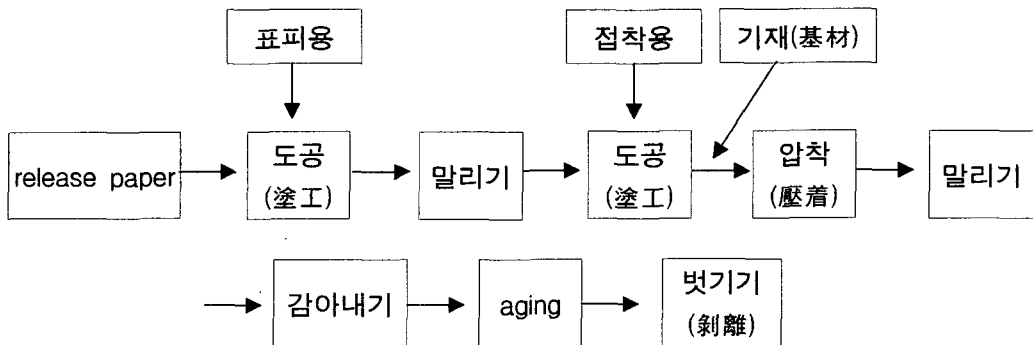 표피용
접착용
기재(基材)
release paper
도공
(塗工)
말리기
도공
(塗工)
압착
(壓着)
말리기
감아내기
aging
벗기기
(剝離)